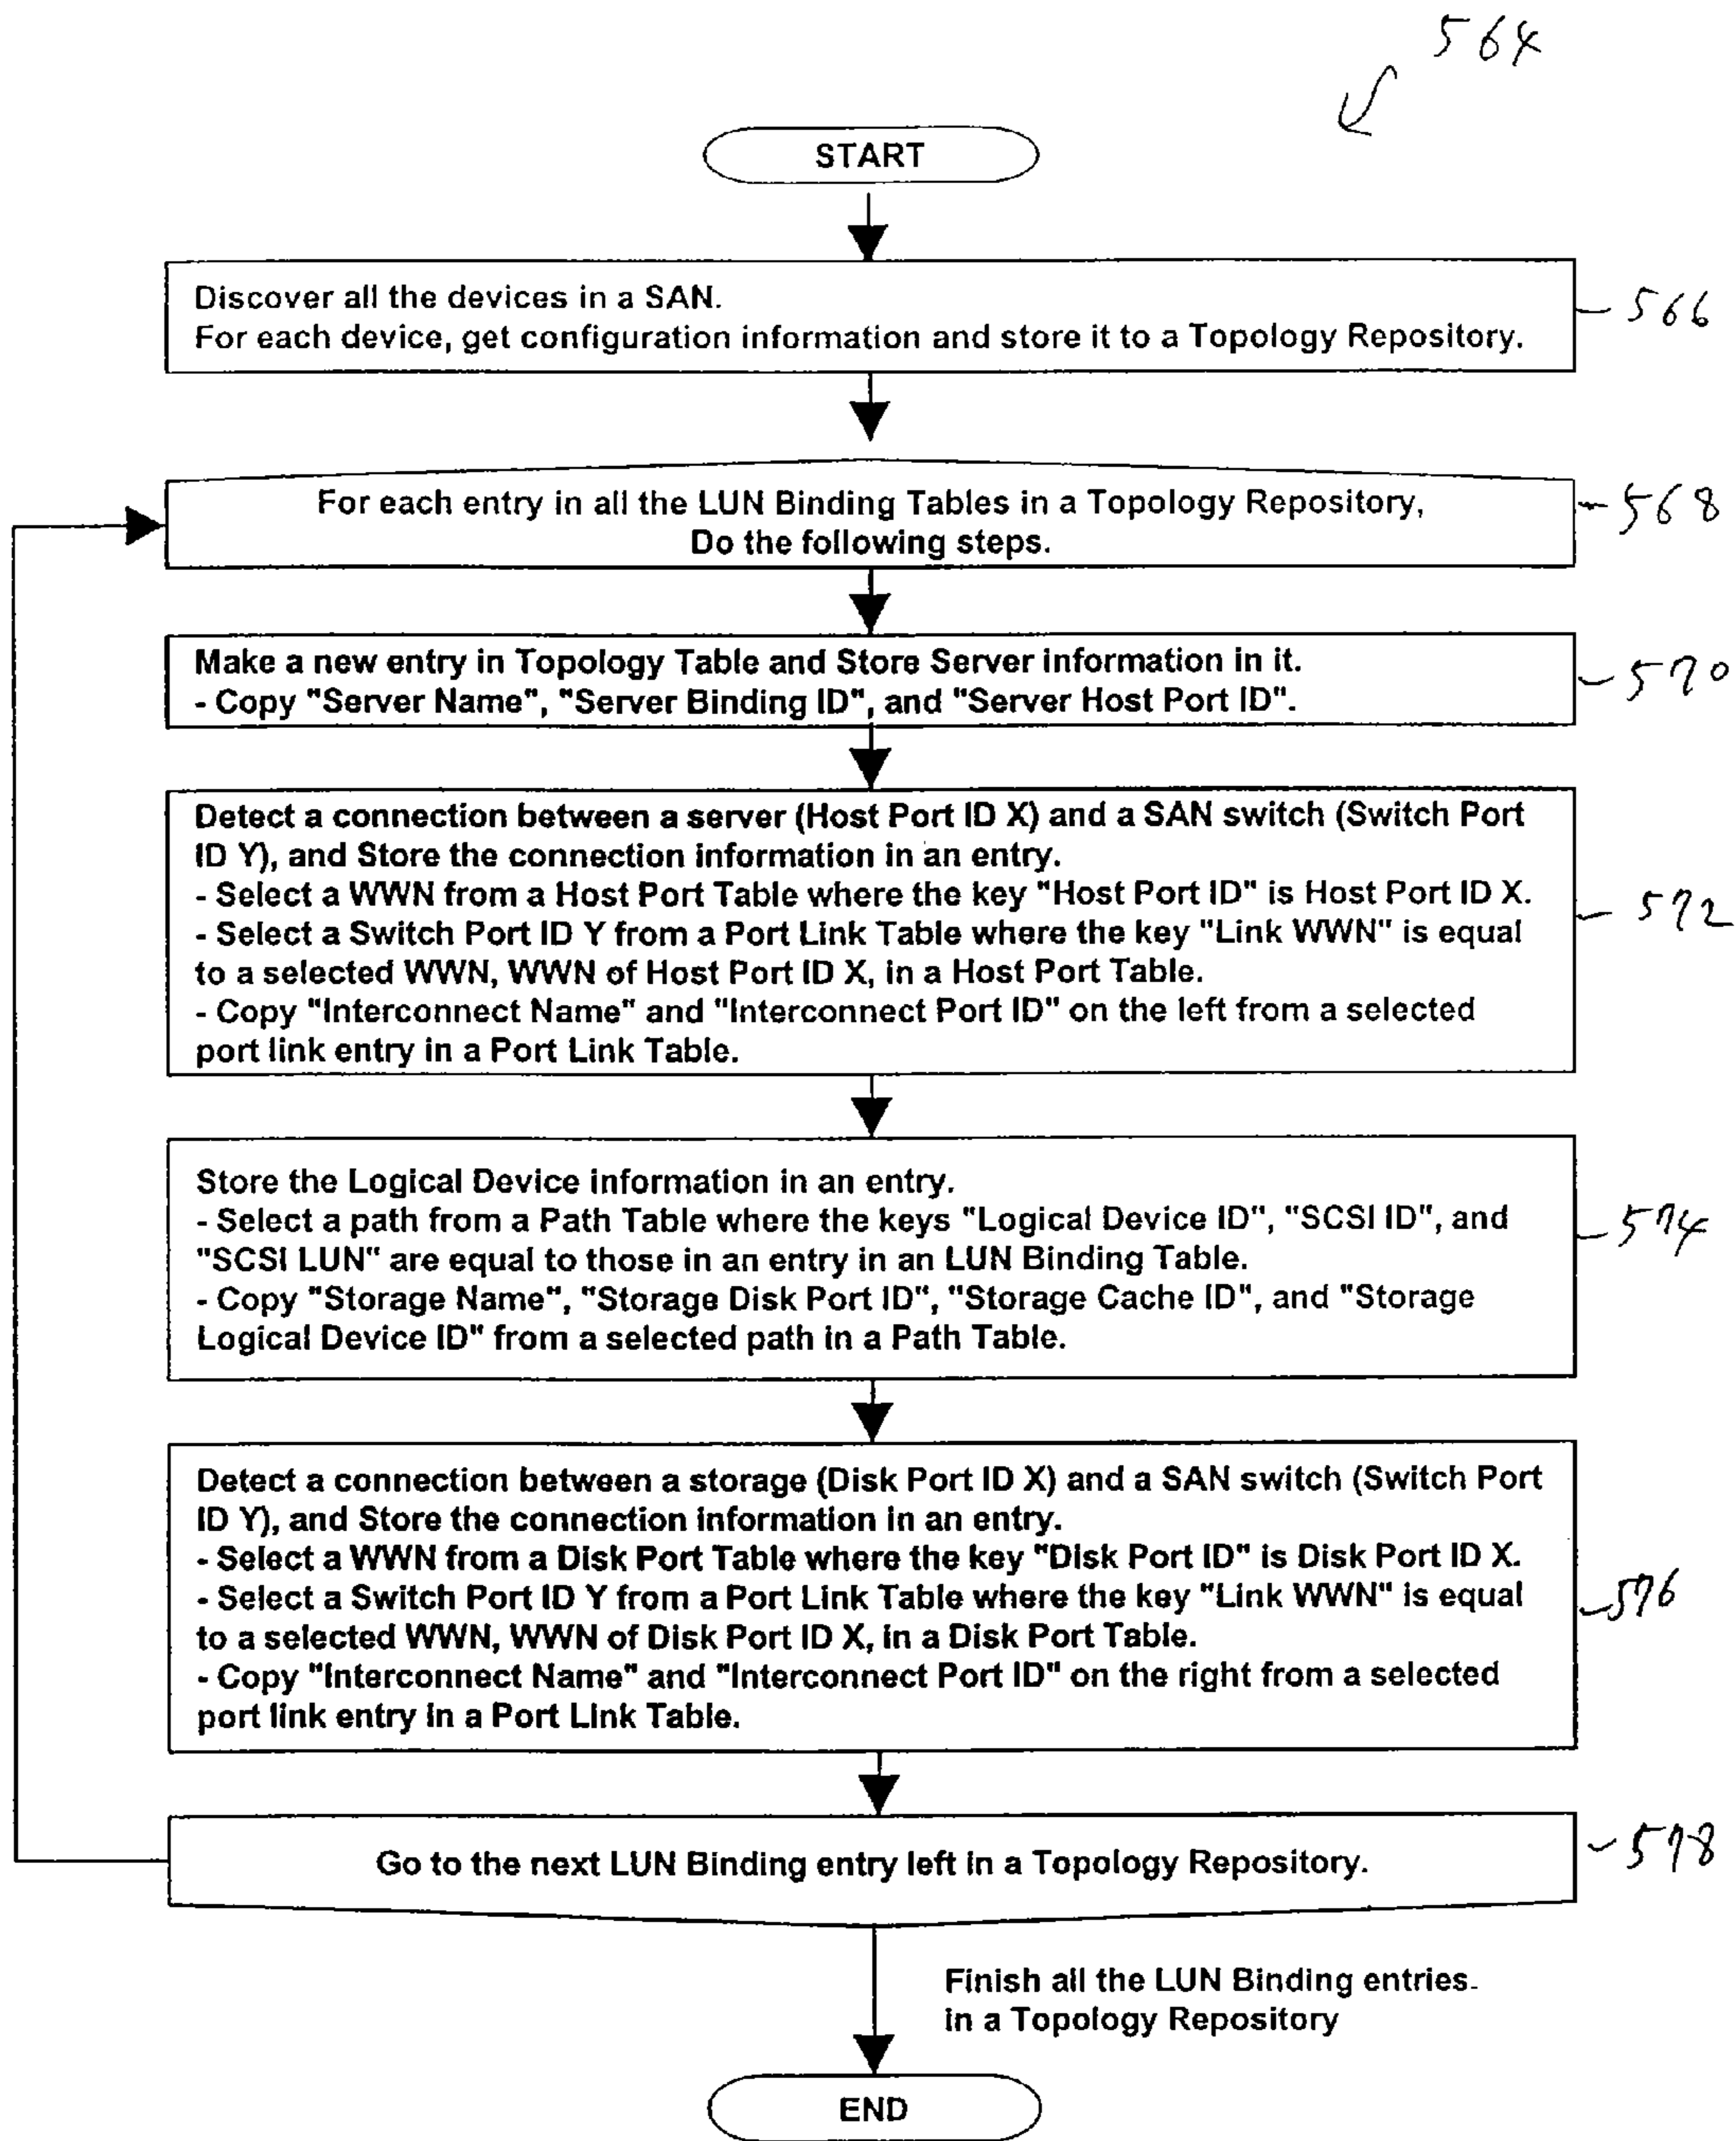 564
START
Discover all the devices in a SAN.
For each device, get configuration information and store it to a Topology Repository.
566
For each entry in all the LUN Binding Tables in a Topology Repository,
Do the following steps.
568
Make a new entry in Topology Table and Store Server information in it.
- Copy "Server Name", "Server Binding ID", and "Server Host Port ID".
570
Detect a connection between a server (Host Port ID X) and a SAN switch (Switch Port
ID Y), and Store the connection information in an entry.
- Select a WWN from a Host Port Table where the key "Host Port ID" is Host Port ID X.
- Select a Switch Port ID Y from a Port Link Table where the key "Link WWN" is equal
to a selected WWN, WWN of Host Port ID X, in a Host Port Table.
- Copy "Interconnect Name" and "Interconnect Port ID" on the left from a selected
port link entry in a Port Link Table.
572
Store the Logical Device information in an entry.
- Select a path from a Path Table where the keys "Logical Device ID", "SCSI ID", and
"SCSI LUN" are equal to those in an entry in an LUN Binding Table.
- Copy "Storage Name", "Storage Disk Port ID", "Storage Cache ID", and "Storage
Logical Device ID" from a selected path in a Path Table.
574
Detect a connection between a storage (Disk Port ID X) and a SAN switch (Switch Port
ID Y), and Store the connection information in an entry.
- Select a WWN from a Disk Port Table where the key "Disk Port ID" is Disk Port ID X.
- Select a Switch Port ID Y from a Port Link Table where the key "Link WWN" is equal
to a selected WWN, WWN of Disk Port ID X, in a Disk Port Table.
- Copy "Interconnect Name" and "Interconnect Port ID" on the right from a selected
port link entry in a Port Link Table.
576
Go to the next LUN Binding entry left in a Topology Repository.
578
Finish all the LUN Binding entries
in a Topology Repository
END